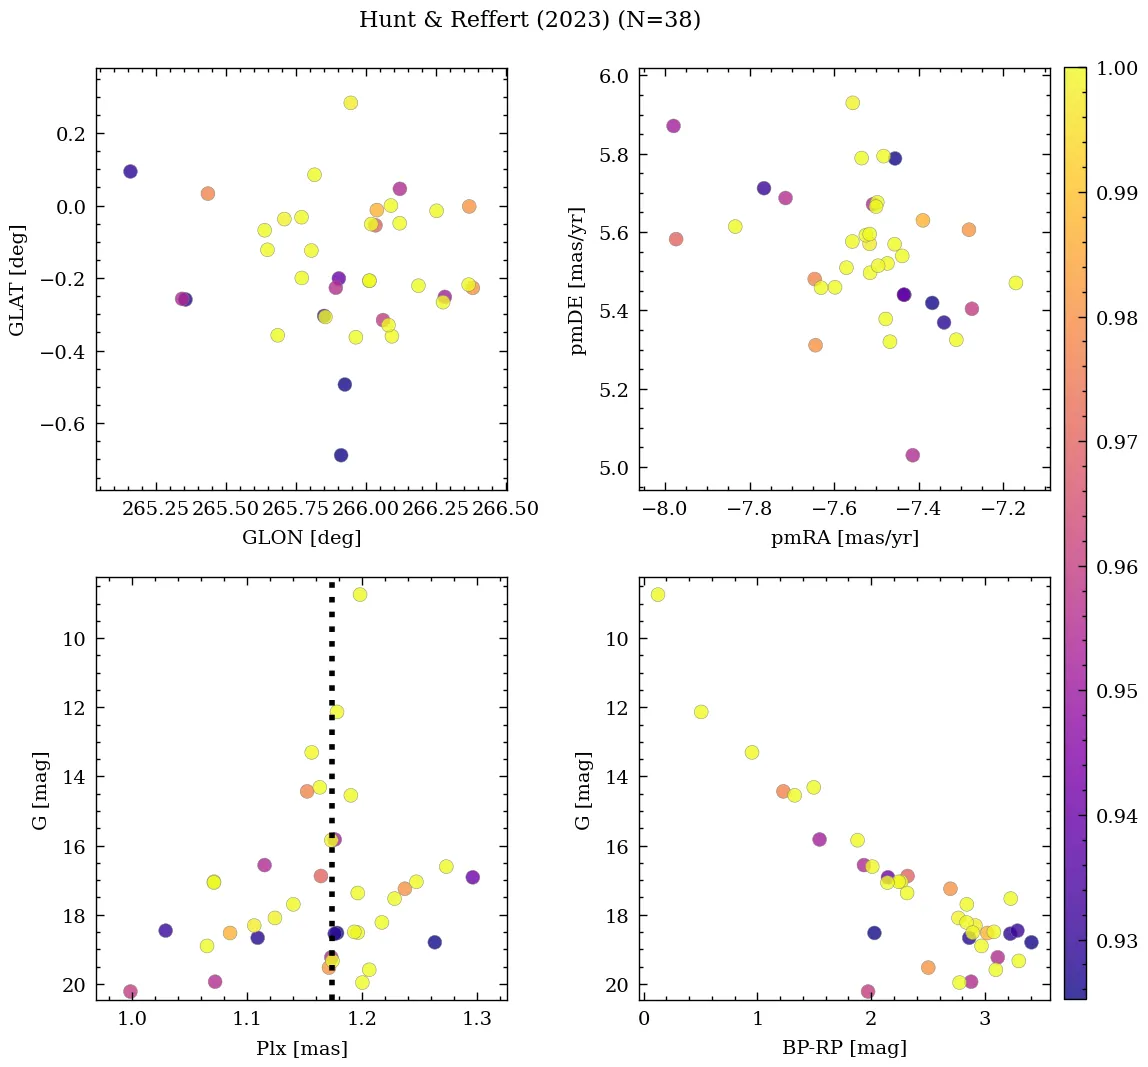 Hunt & Reffert (2023) (N=38)
0.2
0.0
−0.2
−0.4
−0.6
GLAT [deg]
265.25 265.50 265.75 266.00 266.25 266.50
GLON [deg]
6.0
5.8
5.6
5.4
5.2
5.0
pmDE [mas/yr]
−8.0 −7.8 −7.6 −7.4 −7.2
pmRA [mas/yr]
10
12
14
16
18
20
G [mag]
1.0 1.1 1.2 1.3
Plx [mas]
10
12
14
16
18
20
G [mag]
0 1 2 3
BP-RP [mag]
1.00
0.99
0.98
0.97
0.96
0.95
0.94
0.93